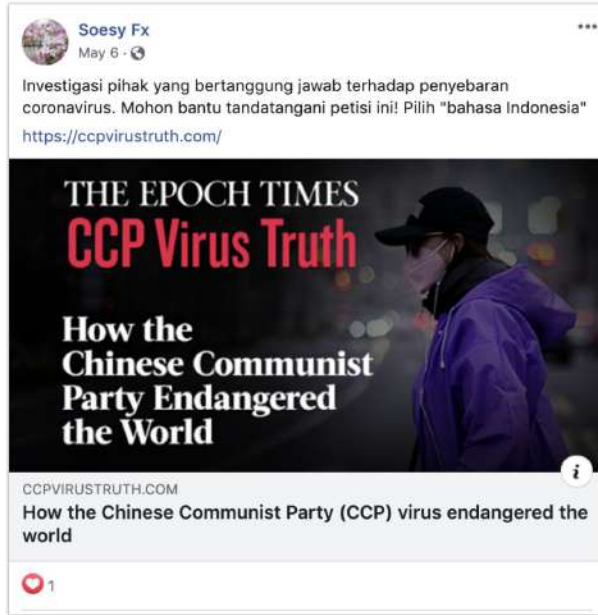 Soesy Fx
May 6 ·
Investigasi pihak yang bertanggung jawab terhadap penyebaran
coronavirus. Mohon bantu tandatangani petisi ini! Pilih "bahasa Indonesia"
https://ccpvirustruth.com/
THE EPOCH TIMES
CCP Virus Truth
How the
Chinese Communist
Party Endangered
the World
i
CCPVIRUSTRUTH.COM
How the Chinese Communist Party (CCP) virus endangered the
world
1